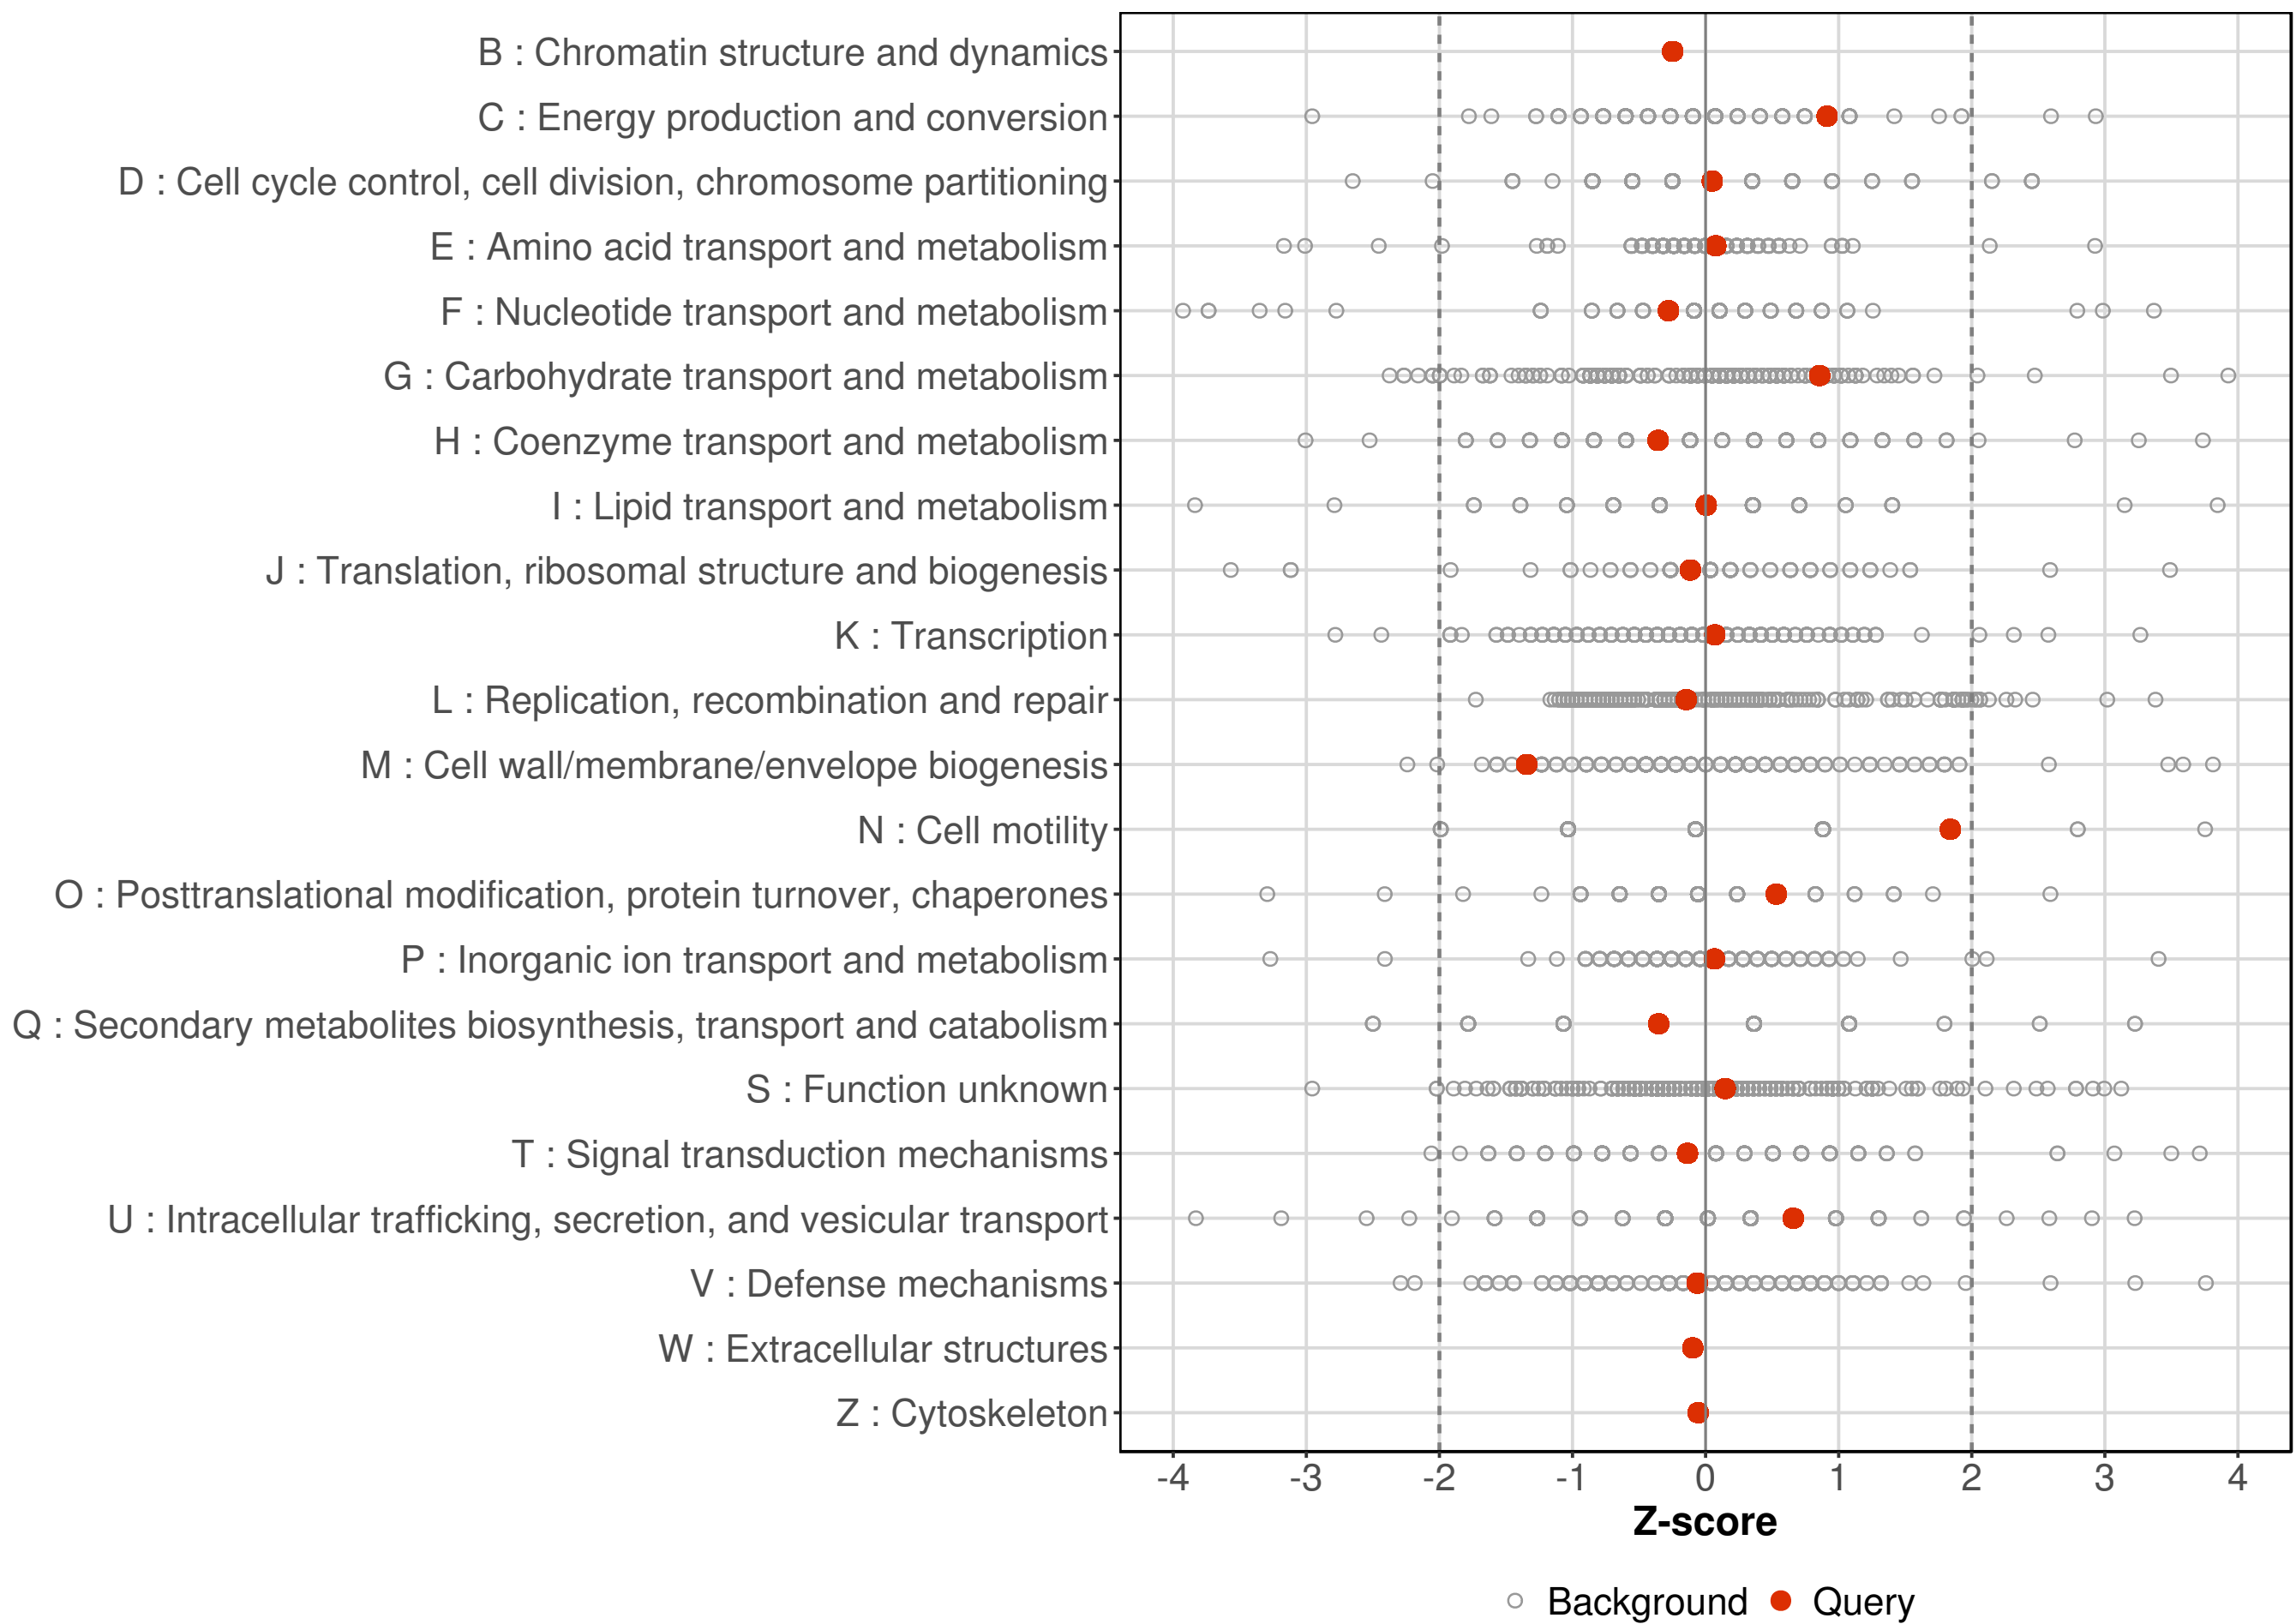 B : Chromatin structure and dynamics
C : Energy production and conversion
D : Cell cycle control, cell division, chromosome partitioning
E : Amino acid transport and metabolism
F : Nucleotide transport and metabolism
G : Carbohydrate transport and metabolism
H : Coenzyme transport and metabolism
I : Lipid transport and metabolism
J : Translation, ribosomal structure and biogenesis
K : Transcription
L : Replication, recombination and repair
M : Cell wall/membrane/envelope biogenesis
N : Cell motility
O : Posttranslational modification, protein turnover, chaperones
P : Inorganic ion transport and metabolism
Q : Secondary metabolites biosynthesis, transport and catabolism
S : Function unknown
T : Signal transduction mechanisms
U : Intracellular trafficking, secretion, and vesicular transport
V : Defense mechanisms
W : Extracellular structures
Z : Cytoskeleton
-4 -3 -2 -1 0 1 2 3 4
Z-score
Background Query